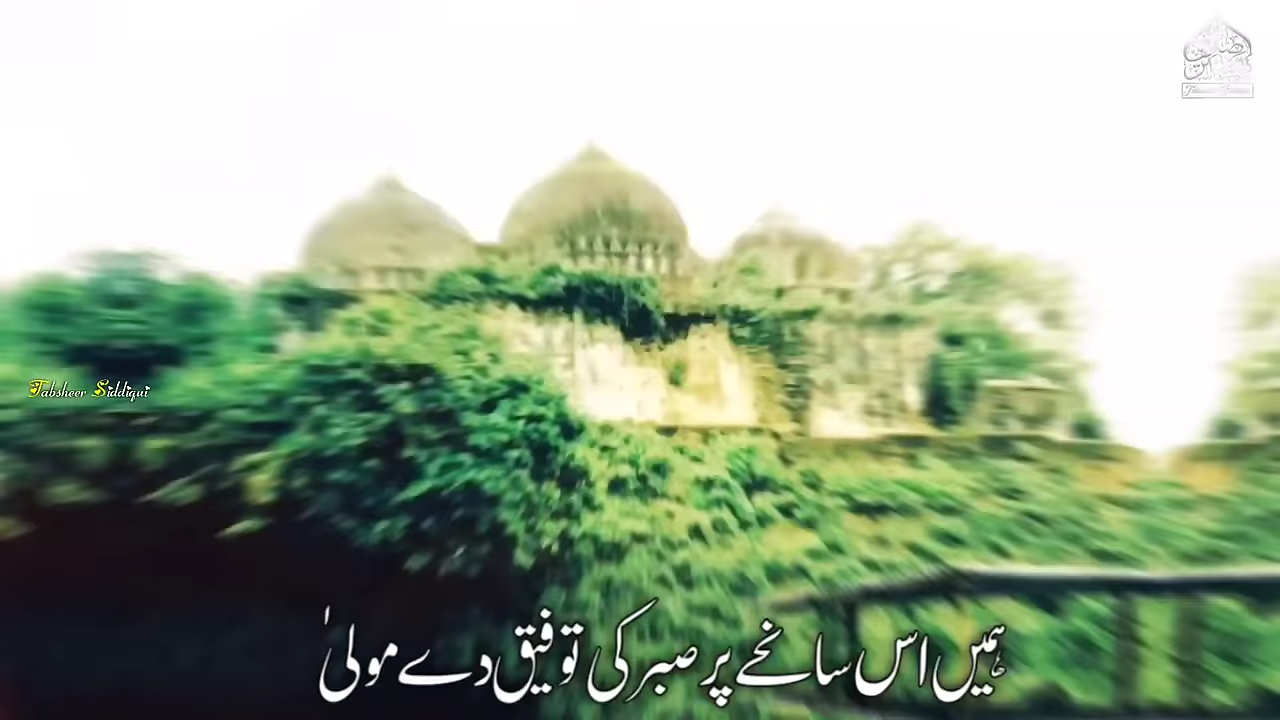 Tabsheer Siddiqui
ہمیں اس سانحے پر صبر کی توفیق دے مولیٰ